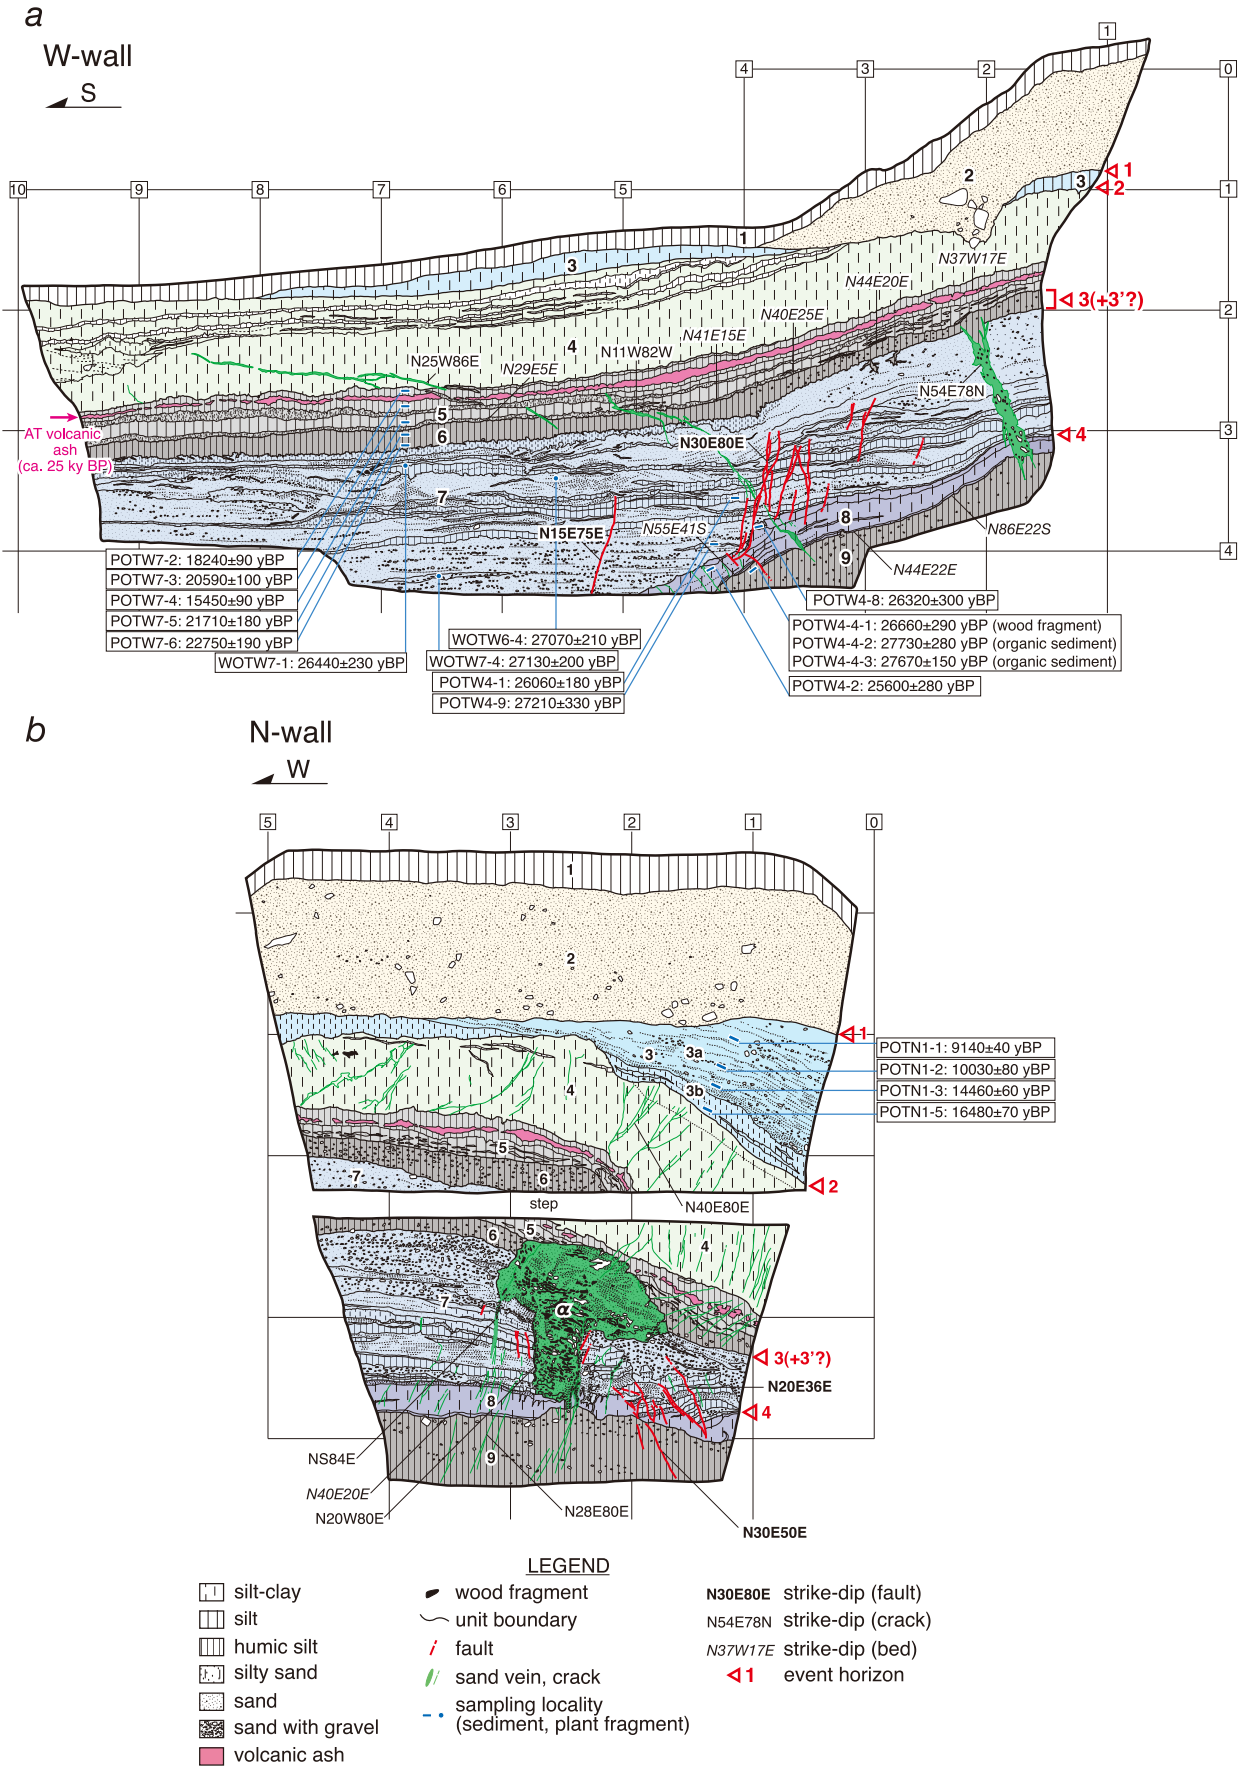 a
W-wall
S
1
4
3
2
0
10
9
8
7
6
5
1
2
3
4
2
3
1
2
1
3
4
N37W17E
N44E20E
3(+3'?)
N40E25E
N41E15E
N11W82W
N25W86E
N29E5E
N54E78N
5
6
N30E80E
4
AT volcanic
ash
(ca. 25 ky BP)
7
N15E75E
N55E41S
8
9
N86E22S
N44E22E
POTW7-2: 18240±90 yBP
POTW7-3: 20590±100 yBP
POTW7-4: 15450±90 yBP
POTW7-5: 21710±180 yBP
POTW7-6: 22750±190 yBP
WOTW7-1: 26440±230 yBP
WOTW6-4: 27070±210 yBP
WOTW7-4: 27130±200 yBP
POTW4-1: 26060±180 yBP
POTW4-9: 27210±330 yBP
POTW4-8: 26320±300 yBP
POTW4-4-1: 26660±290 yBP (wood fragment)
POTW4-4-2: 27730±280 yBP (organic sediment)
POTW4-4-3: 27670±150 yBP (organic sediment)
POTW4-2: 25600±280 yBP
b
N-wall
W
5
4
3
2
1
0
1
2
1
3
3a
3b
4
5
6
7
2
POTN1-1: 9140±40 yBP
POTN1-2: 10030±80 yBP
POTN1-3: 14460±60 yBP
POTN1-5: 16480±70 yBP
step
N40E80E
5
6
4
α
7
3(+3'?)
N20E36E
4
8
9
NS84E
N40E20E
N20W80E
N28E80E
N30E50E
LEGEND
silt-clay
silt
humic silt
silty sand
sand
sand with gravel
volcanic ash
wood fragment
unit boundary
fault
sand vein, crack
sampling locality
(sediment, plant fragment)
N30E80E strike-dip (fault)
N54E78N strike-dip (crack)
N37W17E strike-dip (bed)
1 event horizon